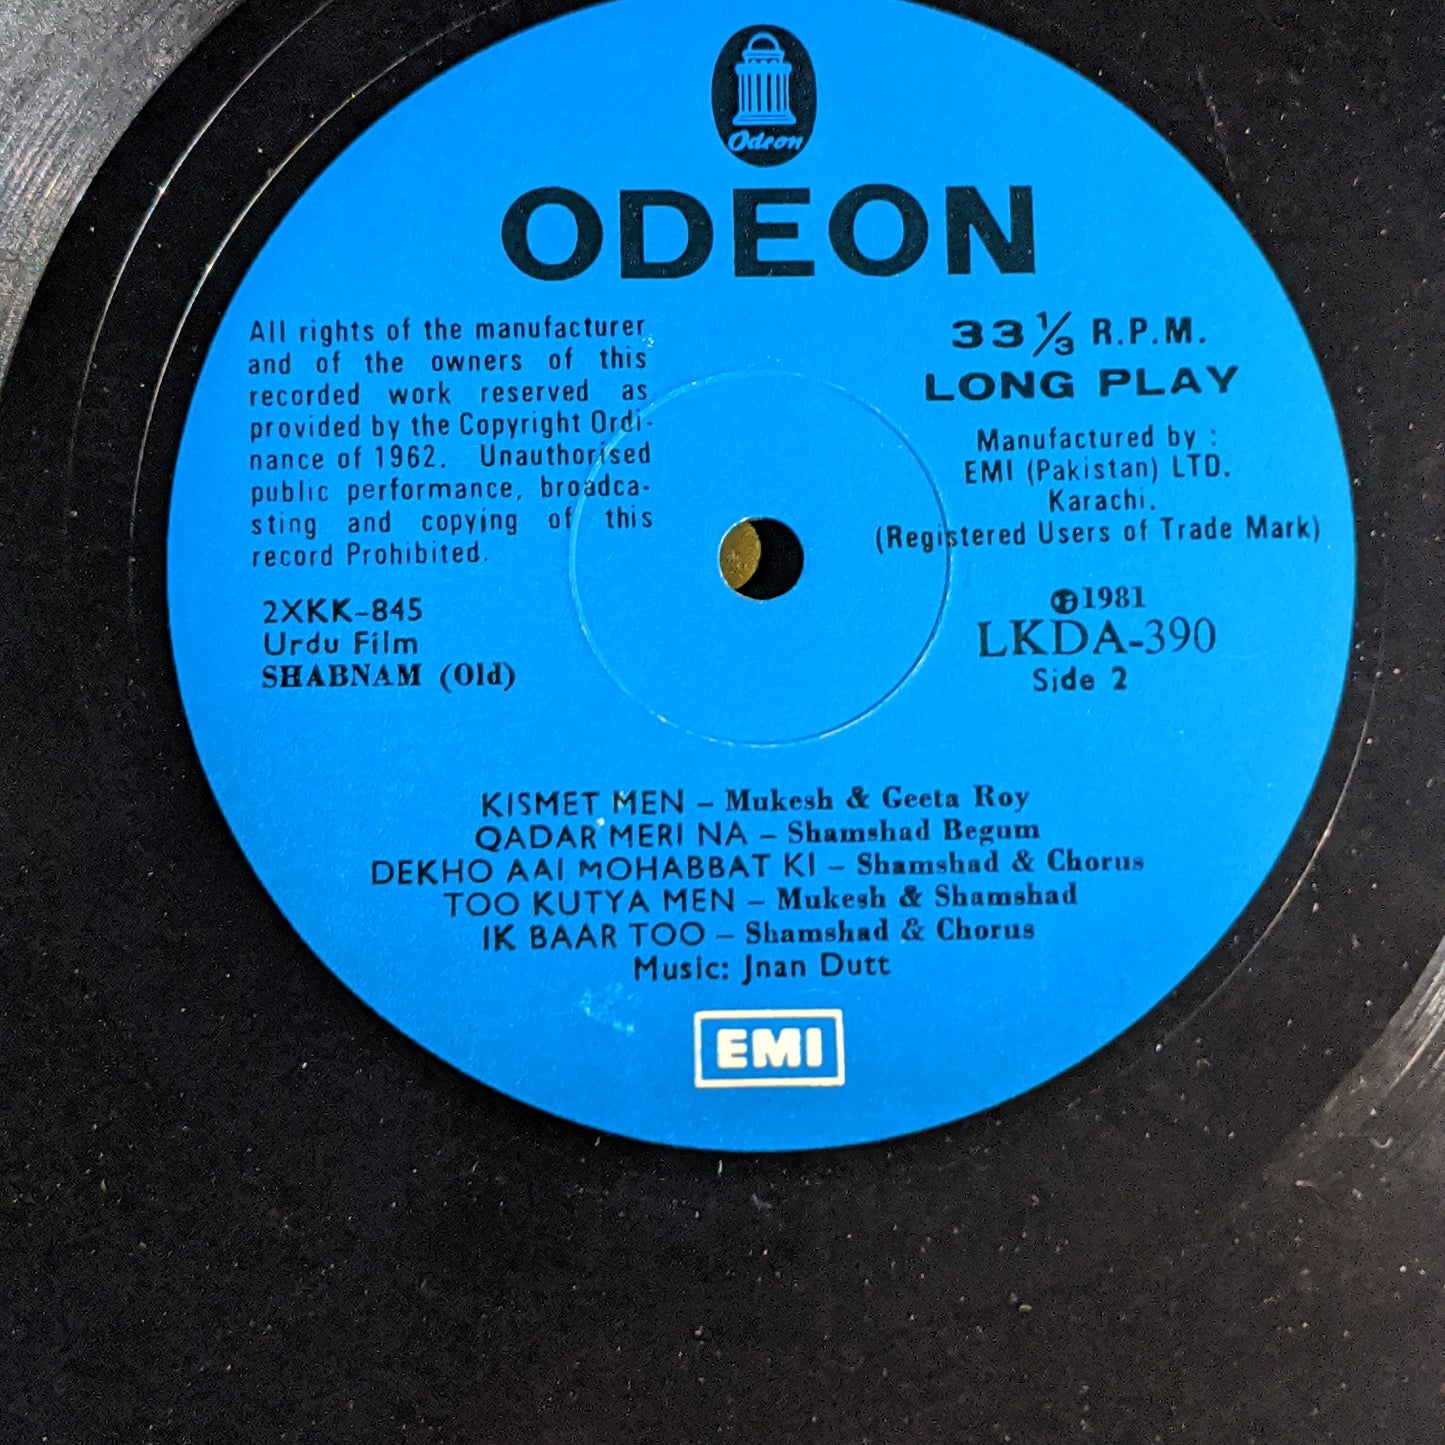 Odeon
ODEON
All rights of the manufacturer
and of the owners of this
recorded work reserved as
provided by the Copyright Ordi-
nance of 1962. Unauthorised
public performance, broadca-
sting and copying of this
record Prohibited.
2XKK-845
Urdu Film
SHABNAM (Old)
33⅓ R.P.M.
LONG PLAY
Manufactured by :
EMI (Pakistan) LTD.
Karachi.
(Registered Users of Trade Mark)
Ⓟ1981
LKDA-390
Side 2
KISMET MEN – Mukesh & Geeta Roy
QADAR MERI NA – Shamshad Begum
DEKHO AAI MOHABBAT KI – Shamshad & Chorus
TOO KUTYA MEN – Mukesh & Shamshad
IK BAAR TOO – Shamshad & Chorus
Music: Jnan Dutt
EMI